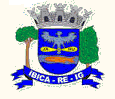 IBICA - RE - IG